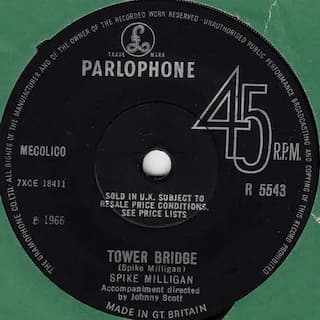 THE GRAMOPHONE CO.LTD. ALL RIGHTS OF THE MANUFACTURER AND OF THE OWNER OF THE RECORDED WORK RESERVED UNAUTHORISED PUBLIC PERFORMANCE BROADCASTING AND COPYING OF THIS RECORD PROHIBITED
TRADE MARK
PARLOPHONE
45
RPM
MECOLICO
7XCE 18411
℗ 1966
SOLD IN U.K. SUBJECT TO
RESALE PRICE CONDITIONS,
SEE PRICE LISTS
R 5543
TOWER BRIDGE
(Spike Milligan)
SPIKE MILLIGAN
Accompaniment directed
by Johnny Scott
MADE IN GT. BRITAIN